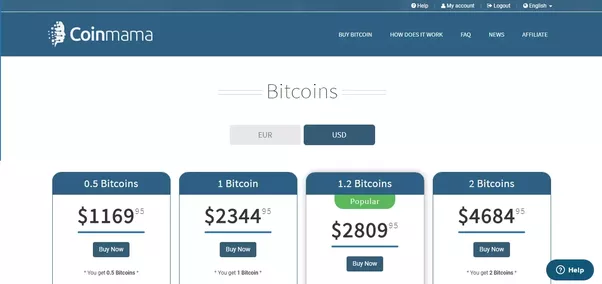 Help My account Logout English
Coinmama
BUY BITCOIN HOW DOES IT WORK FAQ NEWS AFFILIATE
Bitcoins
EUR USD
0.5 Bitcoins 1 Bitcoin 1.2 Bitcoins 2 Bitcoins
Popular
$1169.95 $2344.95 $2809.95 $4684.95
Buy Now Buy Now Buy Now Buy Now
* You get 0.5 Bitcoins * * You get 1 Bitcoin * * You get 2 Bitcoins *
Help